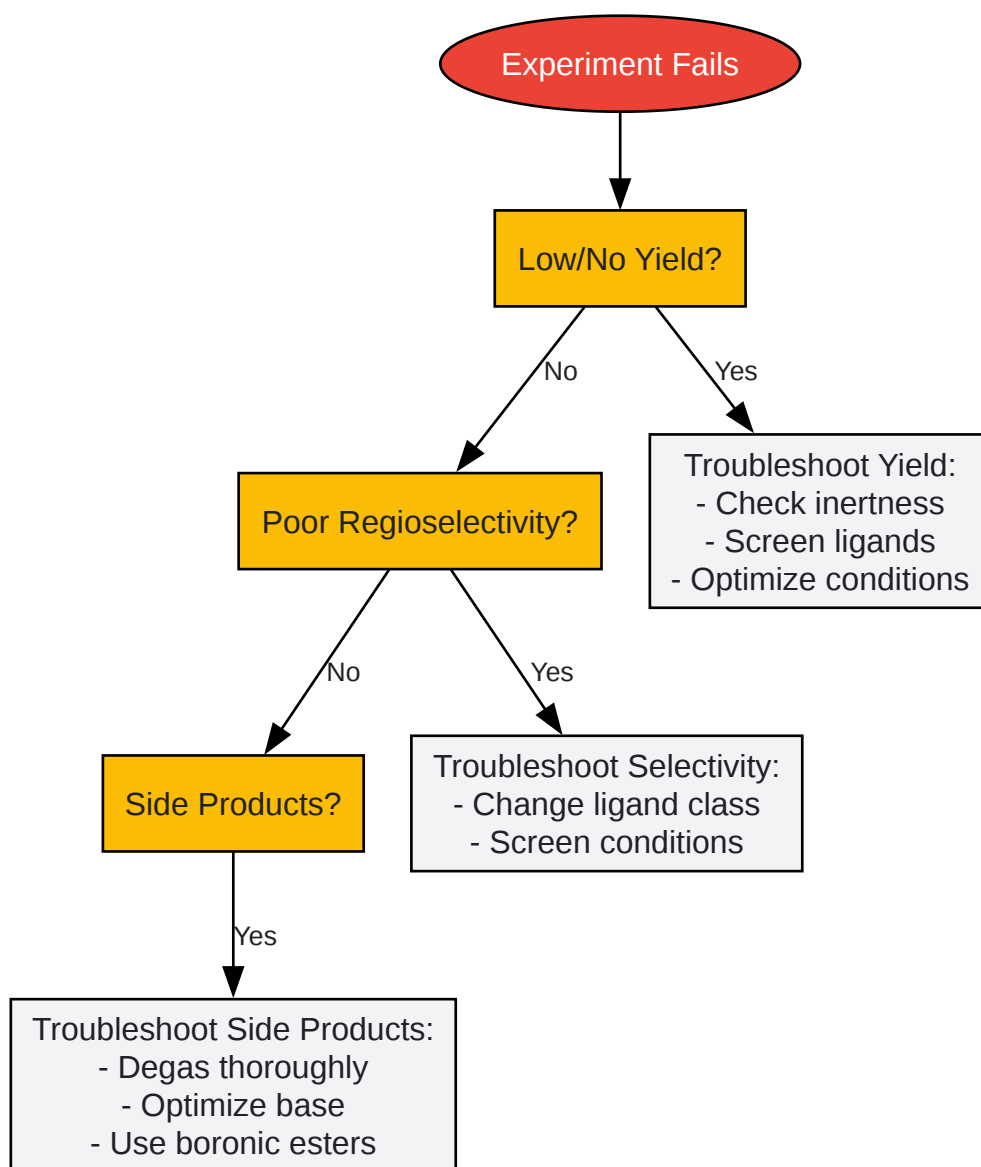 Experiment Fails
Low/No Yield?
No
Yes
Troubleshoot Yield:
- Check inertness
- Screen ligands
- Optimize conditions
Poor Regioselectivity?
No
Yes
Troubleshoot Selectivity:
- Change ligand class
- Screen conditions
Side Products?
Yes
Troubleshoot Side Products:
- Degas thoroughly
- Optimize base
- Use boronic esters